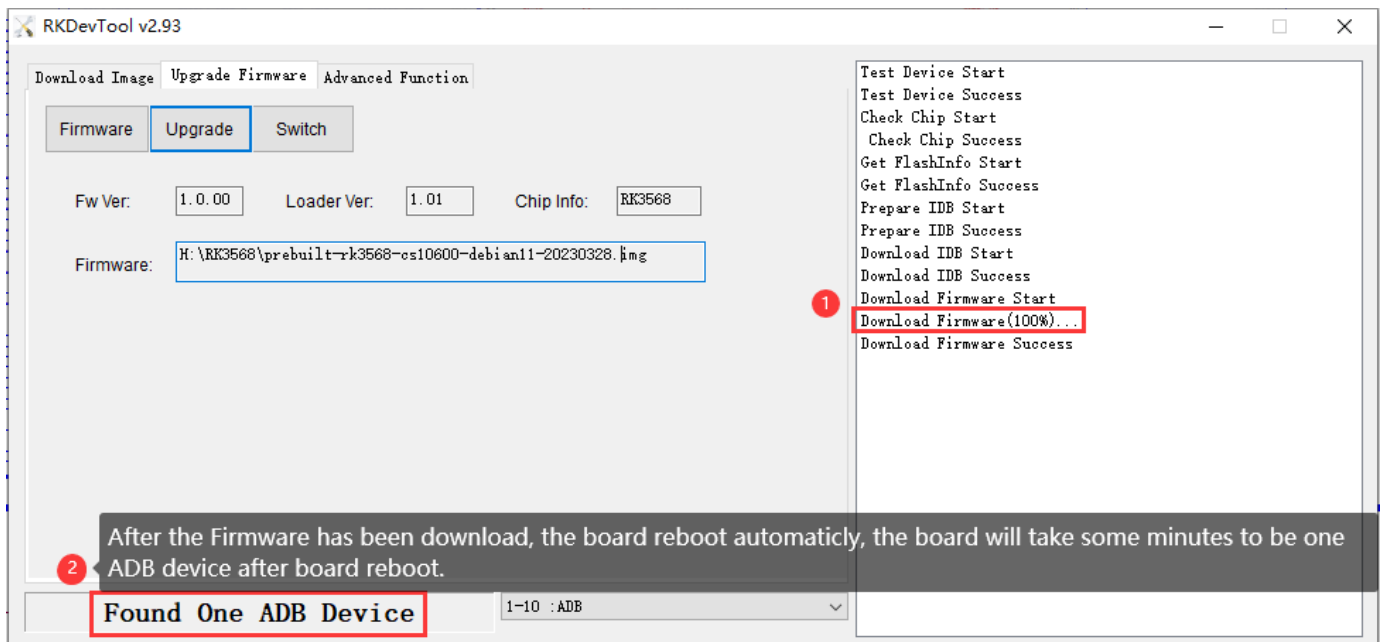 RKDevTool v2.93
Download Image Upgrade Firmware Advanced Function
Firmware Upgrade Switch
Fw Ver: 1.0.00 Loader Ver: 1.01 Chip Info: RK3568
Firmware: H:\RK3568\prebuilt-rk3568-cs10600-debian11-20230328.img
Test Device Start
Test Device Success
Check Chip Start
Check Chip Success
Get FlashInfo Start
Get FlashInfo Success
Prepare IDB Start
Prepare IDB Success
Download IDB Start
Download IDB Success
Download Firmware Start
1 Download Firmware(100%)...
Download Firmware Success
After the Firmware has been download, the board reboot automaticly, the board will take some minutes to be one
2 ADB device after board reboot.
Found One ADB Device 1-10 :ADB